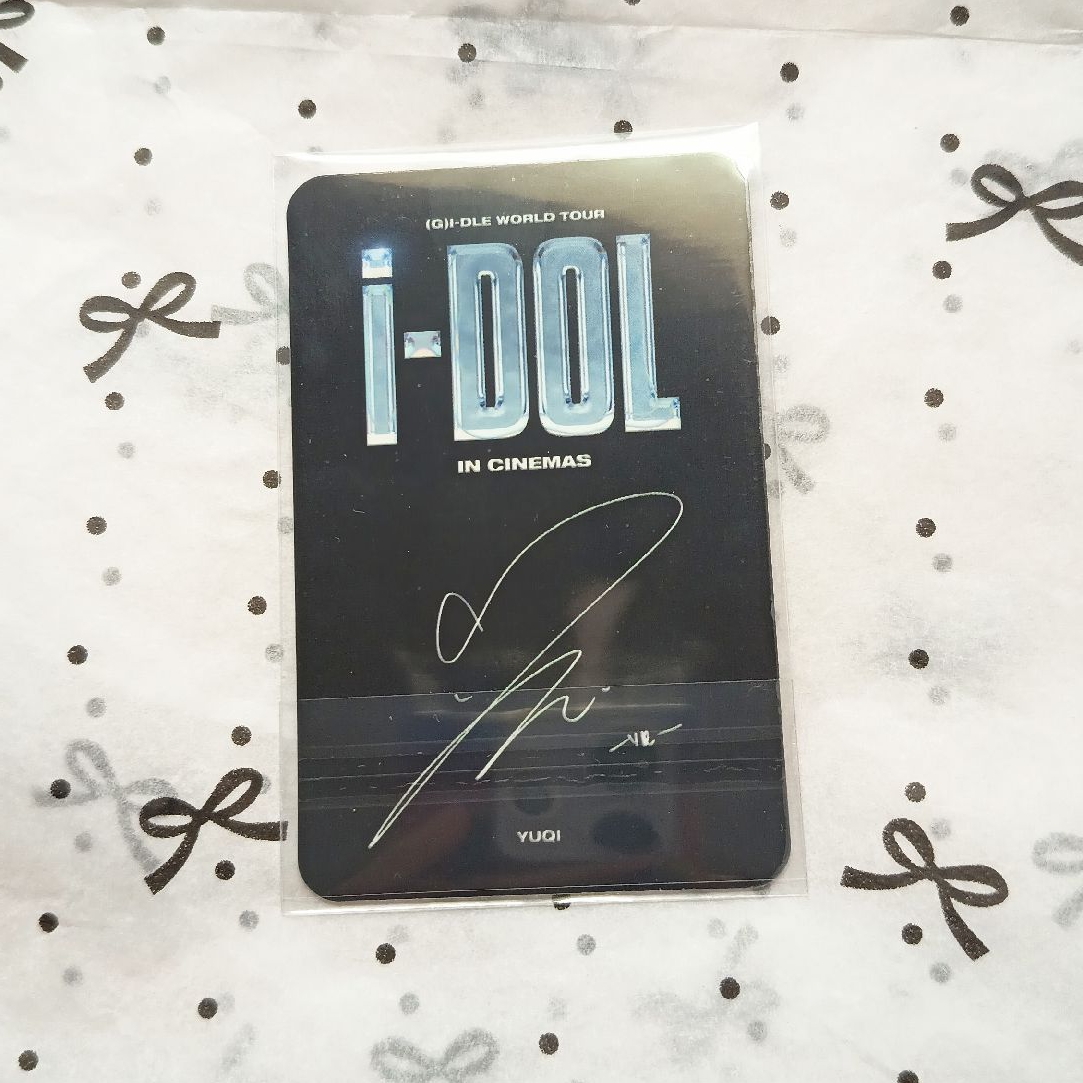 (G)I-DLE WORLD TOUR
i-DOL
IN CINEMAS
YUQI